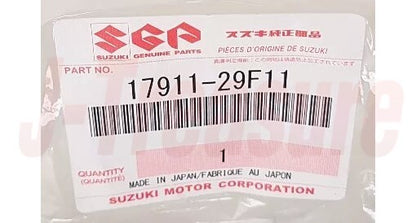 SGP
スズキ純正部品
SUZUKI GENUINE PARTS
PIÈCES D'ORIGINE DE SUZUKI
PART NO.
17911-29F11
QUANTITY
(QUANTITÉ)
1
MADE IN JAPAN/FABRIQUE AU JAPON
SUZUKI MOTOR CORPORATION